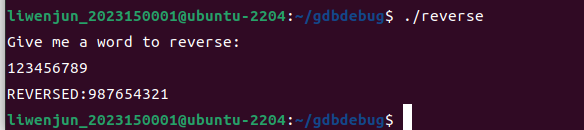 liwenjun_2023150001@ubuntu-2204:~/gdbdebug$ ./reverse
Give me a word to reverse:
123456789
REVERSED:987654321
liwenjun_2023150001@ubuntu-2204:~/gdbdebug$